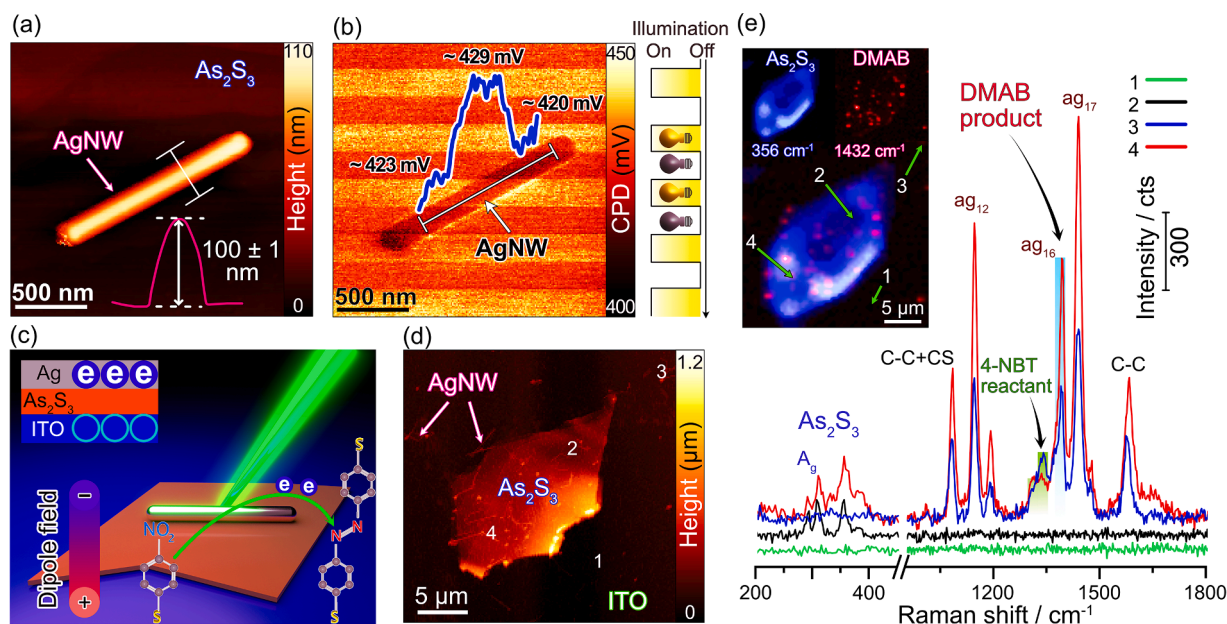 (a)
As₂S₃
AgNW
100 ± 1
nm
500 nm
110
Height (nm)
0
(b)
~ 429 mV
~ 420 mV
~ 423 mV
AgNW
500 nm
450
CPD (mV)
400
Illumination
On Off
(c)
Ag e e e
As₂S₃
ITO
Dipole field
−
+
e e
NO₂
S
S
N
N
S
(d)
AgNW
3
2
As₂S₃
4
1
5 µm
ITO
1.2
Height (µm)
0
(e)
As₂S₃
DMAB
356 cm⁻¹
1432 cm⁻¹
2
3
4
1
5 µm
DMAB
product
ag₁₇
ag₁₂
ag₁₆
1
2
3
4
Intensity / cts
300
C-C+CS
4-NBT
reactant
C-C
As₂S₃
A_g
200 400 1200 1500 1800
Raman shift / cm⁻¹